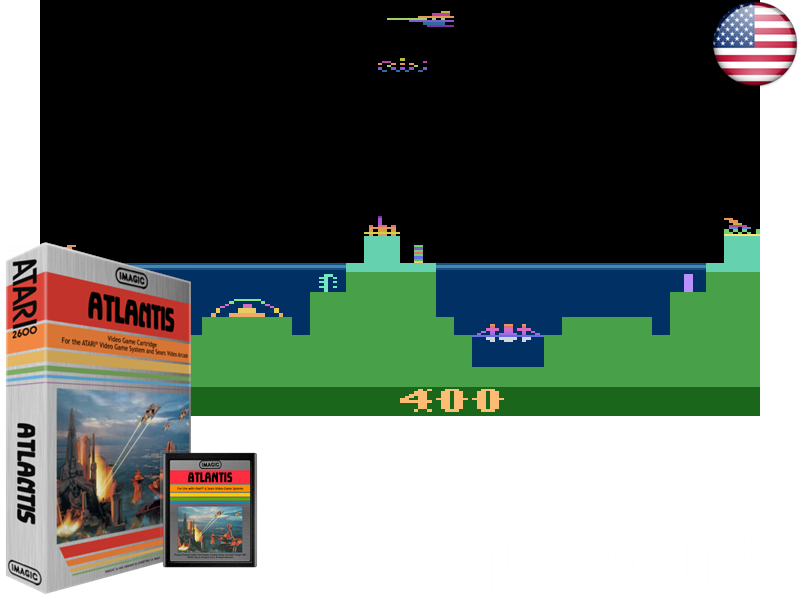 400
ATARI
2600
ATLANTIS
IMAGIC
IMAGIC
ATLANTIS
Video Game Cartridge
For the ATARI® Video Game System and Sears Video Arcade
IMAGIC
ATLANTIS